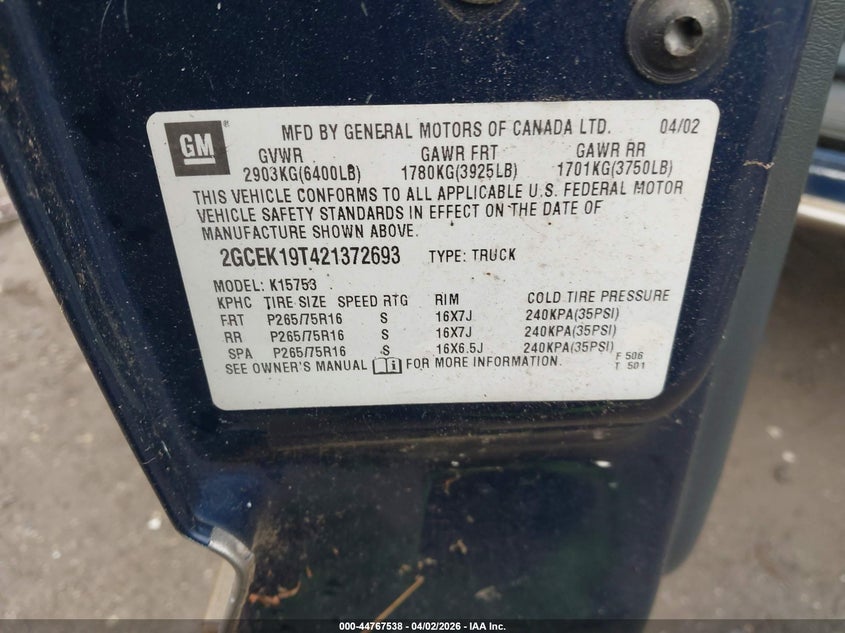 GM ® MFD BY GENERAL MOTORS OF CANADA LTD. 04/02
GVWR GAWR FRT GAWR RR
2903KG(6400LB) 1780KG(3925LB) 1701KG(3750LB)
THIS VEHICLE CONFORMS TO ALL APPLICABLE U.S. FEDERAL MOTOR
VEHICLE SAFETY STANDARDS IN EFFECT ON THE DATE OF
MANUFACTURE SHOWN ABOVE.
2GCEK19T421372693 TYPE: TRUCK
MODEL: K15753
KPHC TIRE SIZE SPEED RTG RIM COLD TIRE PRESSURE
FRT P265/75R16 S 16X7J 240KPA(35PSI)
RR P265/75R16 S 16X7J 240KPA(35PSI)
SPA P265/75R16 S 16X6.5J 240KPA(35PSI)
SEE OWNER'S MANUAL i FOR MORE INFORMATION.
F 506
T 501
000-44767538 - 04/02/2026 - IAA Inc.